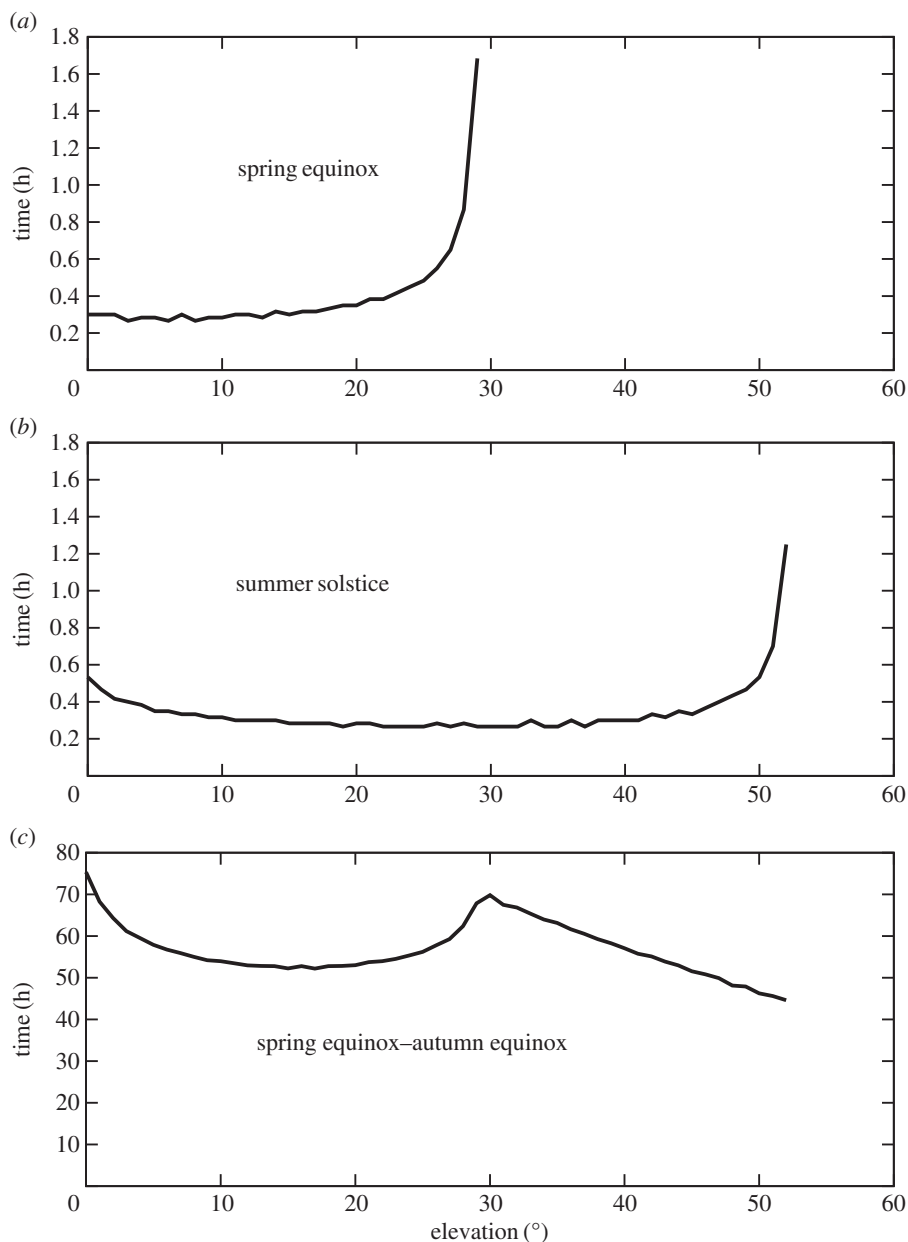 (a)
1.8
1.6
1.4
1.2
1.0
0.8
0.6
0.4
0.2
time (h)
spring equinox
0 10 20 30 40 50 60
(b)
1.8
1.6
1.4
1.2
1.0
0.8
0.6
0.4
0.2
time (h)
summer solstice
0 10 20 30 40 50 60
(c)
80
70
60
50
40
30
20
10
time (h)
spring equinox–autumn equinox
0 10 20 30 40 50 60
elevation (°)